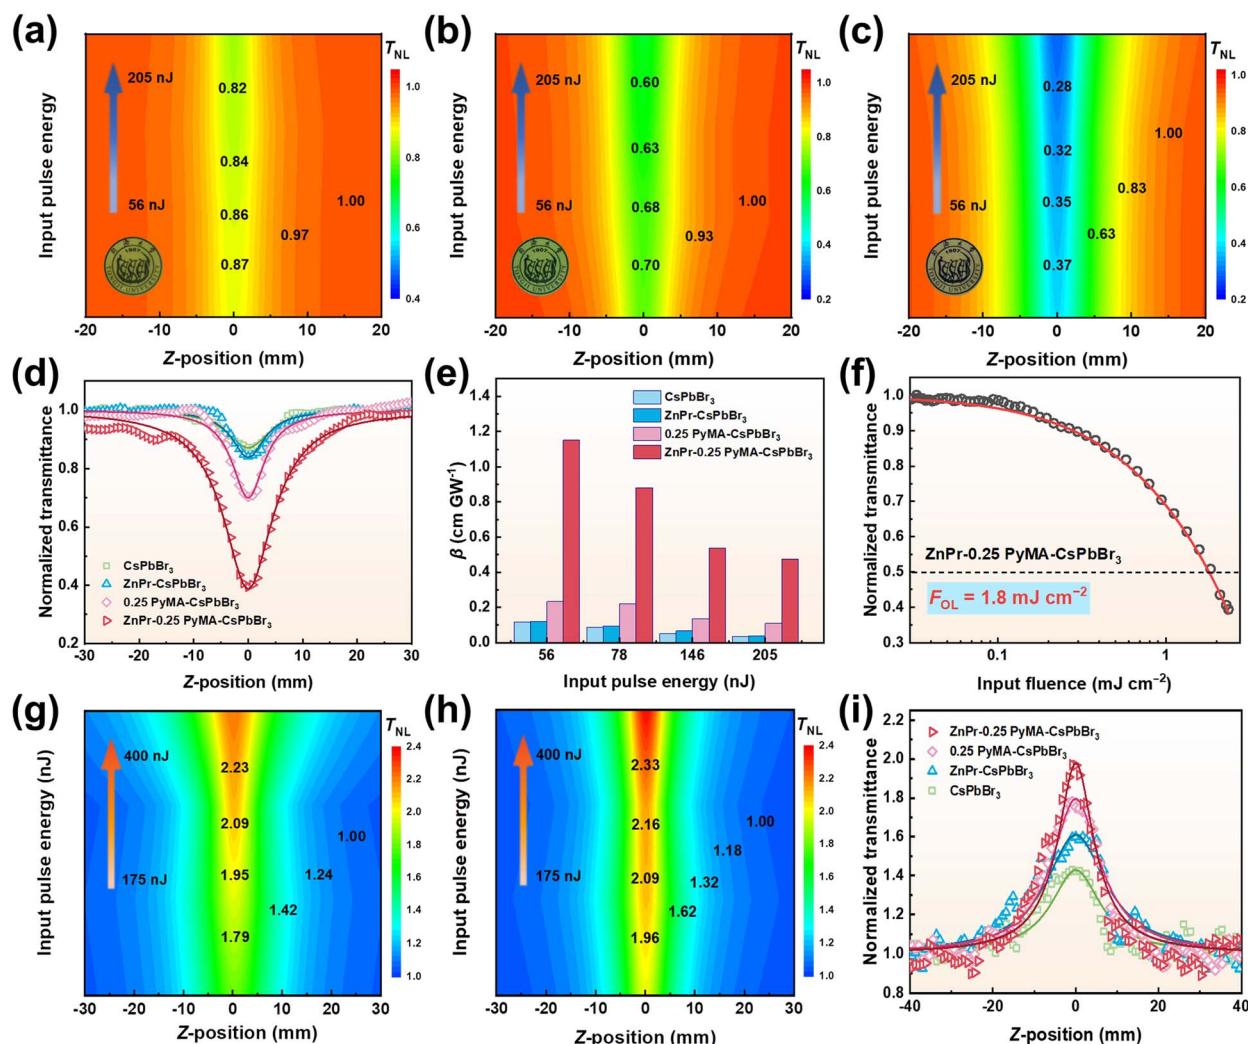 (a)
T_NL
205 nJ
0.82
0.84
0.86
0.87
0.97
1.00
56 nJ
1907
TONGJI UNIVERSITY
1.0
0.8
0.6
0.4
-20 -10 0 10 20
Z-position (mm)
Input pulse energy
(b)
T_NL
205 nJ
0.60
0.63
0.68
0.70
0.93
1.00
56 nJ
1907
TONGJI UNIVERSITY
1.0
0.8
0.6
0.4
0.2
-20 -10 0 10 20
Z-position (mm)
Input pulse energy
(c)
T_NL
205 nJ
0.28
0.32
0.35
0.37
0.63
0.83
1.00
56 nJ
1907
TONGJI UNIVERSITY
1.0
0.8
0.6
0.4
0.2
-20 -10 0 10 20
Z-position (mm)
Input pulse energy
(d)
Normalized transmittance
1.0
0.8
0.6
0.4
0.2
CsPbBr₃
ZnPr-CsPbBr₃
0.25 PyMA-CsPbBr₃
ZnPr-0.25 PyMA-CsPbBr₃
-30 -20 -10 0 10 20 30
Z-position (mm)
(e)
β (cm GW⁻¹)
1.4
1.2
1.0
0.8
0.6
0.4
0.2
0.0
CsPbBr₃
ZnPr-CsPbBr₃
0.25 PyMA-CsPbBr₃
ZnPr-0.25 PyMA-CsPbBr₃
56 78 146 205
Input pulse energy (nJ)
(f)
Normalized transmittance
1.0
0.9
0.8
0.7
0.6
0.5
0.4
0.3
ZnPr-0.25 PyMA-CsPbBr₃
F_OL = 1.8 mJ cm⁻²
0.1 1
Input fluence (mJ cm⁻²)
(g)
T_NL
Input pulse energy (nJ)
400 nJ
2.23
2.09
1.95
1.79
1.42
1.24
1.00
175 nJ
2.4
2.2
2.0
1.8
1.6
1.4
1.2
1.0
-30 -20 -10 0 10 20 30
Z-position (mm)
(h)
T_NL
Input pulse energy (nJ)
400 nJ
2.33
2.16
2.09
1.96
1.62
1.32
1.18
1.00
175 nJ
2.4
2.2
2.0
1.8
1.6
1.4
1.2
1.0
-30 -20 -10 0 10 20 30
Z-position (mm)
(i)
Normalized transmittance
2.2
2.0
1.8
1.6
1.4
1.2
1.0
0.8
ZnPr-0.25 PyMA-CsPbBr₃
0.25 PyMA-CsPbBr₃
ZnPr-CsPbBr₃
CsPbBr₃
-40 -20 0 20 40
Z-position (mm)